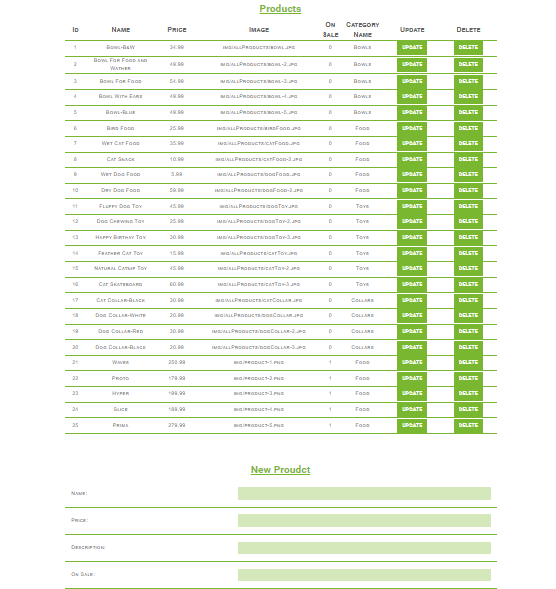 Products
Id Name Price Image On Sale Category Name Update Delete
1 Bowl-B&W 34.99 img/allProducts/bowl.jpg 0 Bowls UPDATE DELETE
2 Bowl For Food and Wather 49.99 img/allProducts/bowl-2.jpg 0 Bowls UPDATE DELETE
3 Bowl For Food 54.99 img/allProducts/bowl-3.jpg 0 Bowls UPDATE DELETE
4 Bowl With Ears 49.99 img/allProducts/bowl-4.jpg 0 Bowls UPDATE DELETE
5 Bowl-Blue 49.99 img/allProducts/bowl-5.jpg 0 Bowls UPDATE DELETE
6 Bird Food 25.99 img/allProducts/birdFood.jpg 0 Food UPDATE DELETE
7 Wet Cat Food 35.99 img/allProducts/catFood.jpg 0 Food UPDATE DELETE
8 Cat Snack 10.99 img/allProducts/catFood-2.jpg 0 Food UPDATE DELETE
9 Wet Dog Food 5.99 img/allProducts/dogFood.jpg 0 Food UPDATE DELETE
10 Dry Dog Food 59.99 img/allProducts/dogFood-2.jpg 0 Food UPDATE DELETE
11 Fluffy Dog Toy 45.99 img/allProducts/dogToy.jpg 0 Toys UPDATE DELETE
12 Dog Chewing Toy 25.99 img/allProducts/dogToy-2.jpg 0 Toys UPDATE DELETE
13 Happy Birthay Toy 30.99 img/allProducts/dogToy-3.jpg 0 Toys UPDATE DELETE
14 Feather Cat Toy 15.99 img/allProducts/catToy.jpg 0 Toys UPDATE DELETE
15 Natural Catnip Toy 45.99 img/allProducts/catToy-2.jpg 0 Toys UPDATE DELETE
16 Cat Skateboard 60.99 img/allProducts/catToy-3.jpg 0 Toys UPDATE DELETE
17 Cat Collar-Black 30.99 img/allProducts/catCollar.jpg 0 Collars UPDATE DELETE
18 Dog Collar-White 20.99 img/allProducts/dogCollar.jpg 0 Collars UPDATE DELETE
19 Dog Collar-Red 30.99 img/allProducts/dogCollar-2.jpg 0 Collars UPDATE DELETE
20 Dog Collar-Black 20.99 img/allProducts/dogCollar-3.jpg 0 Collars UPDATE DELETE
21 Waves 250.99 img/product-1.png 1 Food UPDATE DELETE
22 Proto 179.99 img/product-2.png 1 Food UPDATE DELETE
23 Hyper 199.99 img/product-3.png 1 Food UPDATE DELETE
24 Slice 189.99 img/product-4.png 1 Food UPDATE DELETE
25 Prima 279.99 img/product-5.png 1 Food UPDATE DELETE
New Proudct
Name:
Price:
Description:
On Sale: